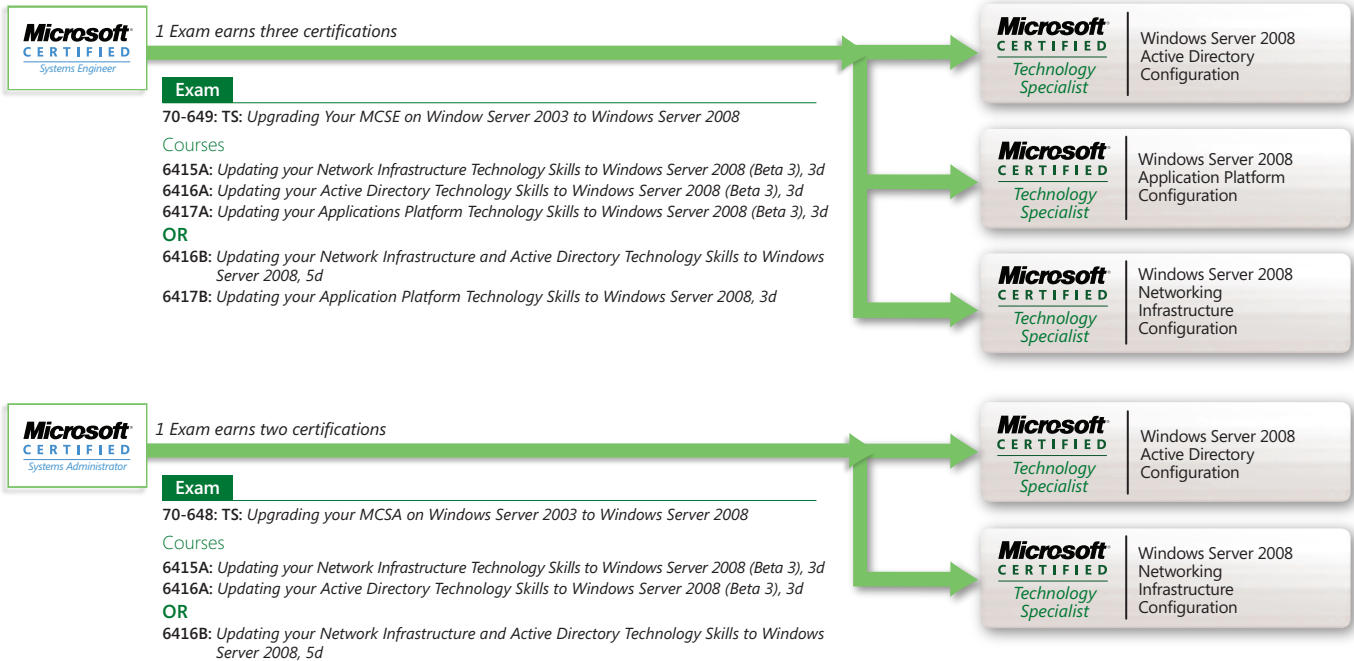 Microsoft
CERTIFIED
Systems Engineer
1 Exam earns three certifications
Exam
70-649: TS: Upgrading Your MCSE on Window Server 2003 to Windows Server 2008
Courses
6415A: Updating your Network Infrastructure Technology Skills to Windows Server 2008 (Beta 3), 3d
6416A: Updating your Active Directory Technology Skills to Windows Server 2008 (Beta 3), 3d
6417A: Updating your Applications Platform Technology Skills to Windows Server 2008 (Beta 3), 3d
OR
6416B: Updating your Network Infrastructure and Active Directory Technology Skills to Windows
Server 2008, 5d
6417B: Updating your Application Platform Technology Skills to Windows Server 2008, 3d
Microsoft
CERTIFIED
Technology
Specialist
Windows Server 2008
Active Directory
Configuration
Microsoft
CERTIFIED
Technology
Specialist
Windows Server 2008
Application Platform
Configuration
Microsoft
CERTIFIED
Technology
Specialist
Windows Server 2008
Networking
Infrastructure
Configuration
Microsoft
CERTIFIED
Systems Administrator
1 Exam earns two certifications
Exam
70-648: TS: Upgrading your MCSA on Windows Server 2003 to Windows Server 2008
Courses
6415A: Updating your Network Infrastructure Technology Skills to Windows Server 2008 (Beta 3), 3d
6416A: Updating your Active Directory Technology Skills to Windows Server 2008 (Beta 3), 3d
OR
6416B: Updating your Network Infrastructure and Active Directory Technology Skills to Windows
Server 2008, 5d
Microsoft
CERTIFIED
Technology
Specialist
Windows Server 2008
Active Directory
Configuration
Microsoft
CERTIFIED
Technology
Specialist
Windows Server 2008
Networking
Infrastructure
Configuration